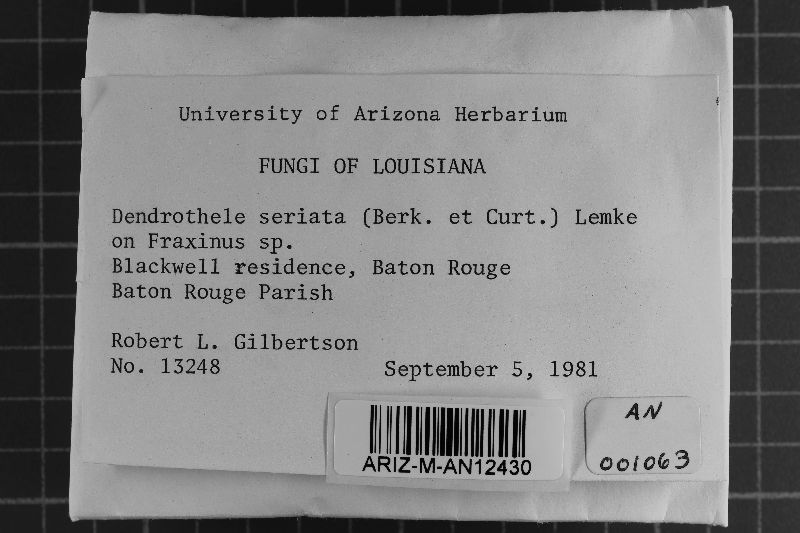 University of Arizona Herbarium
FUNGI OF LOUISIANA
Dendrothele seriata (Berk. et Curt.) Lemke
on Fraxinus sp.
Blackwell residence, Baton Rouge
Baton Rouge Parish
Robert L. Gilbertson
No. 13248 September 5, 1981
ARIZ-M-AN12430
AN
001063